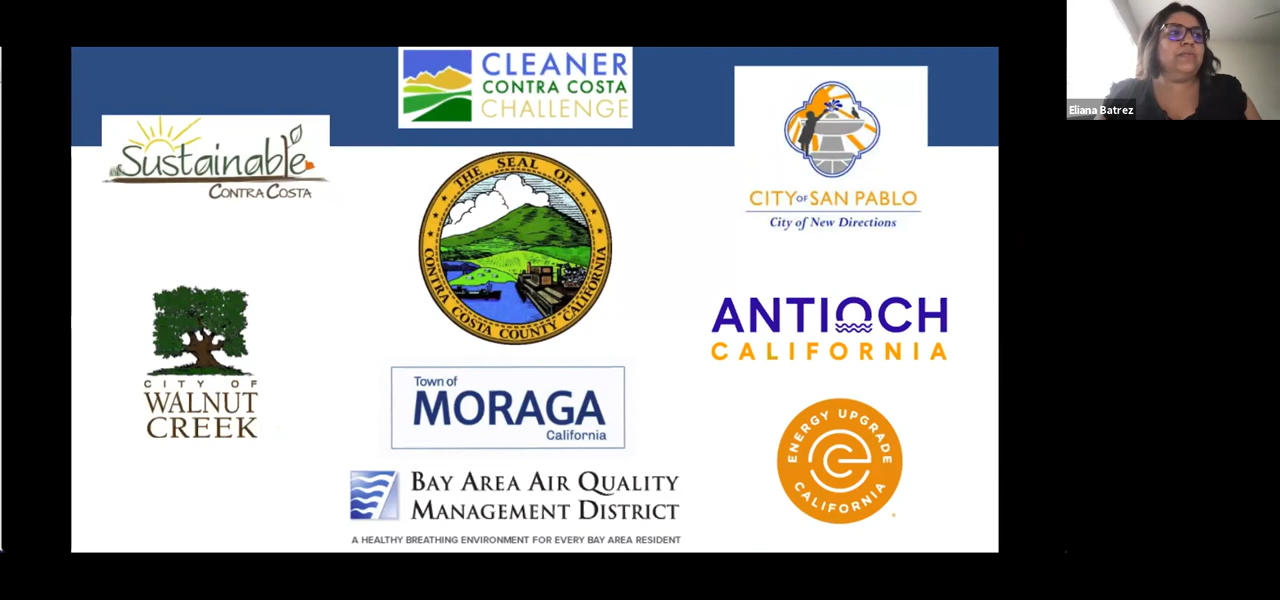 CLEANER
CONTRA COSTA
CHALLENGE
Eliana Batrez
Sustainable
CONTRA COSTA
THE SEAL OF
CONTRA COSTA COUNTY CALIFORNIA
CITY OF SAN PABLO
City of New Directions
CITY OF
WALNUT
CREEK
ANTIOCH
CALIFORNIA
Town of
MORAGA
California
ENERGY UPGRADE
CALIFORNIA
BAY AREA AIR QUALITY
MANAGEMENT DISTRICT
A HEALTHY BREATHING ENVIRONMENT FOR EVERY BAY AREA RESIDENT